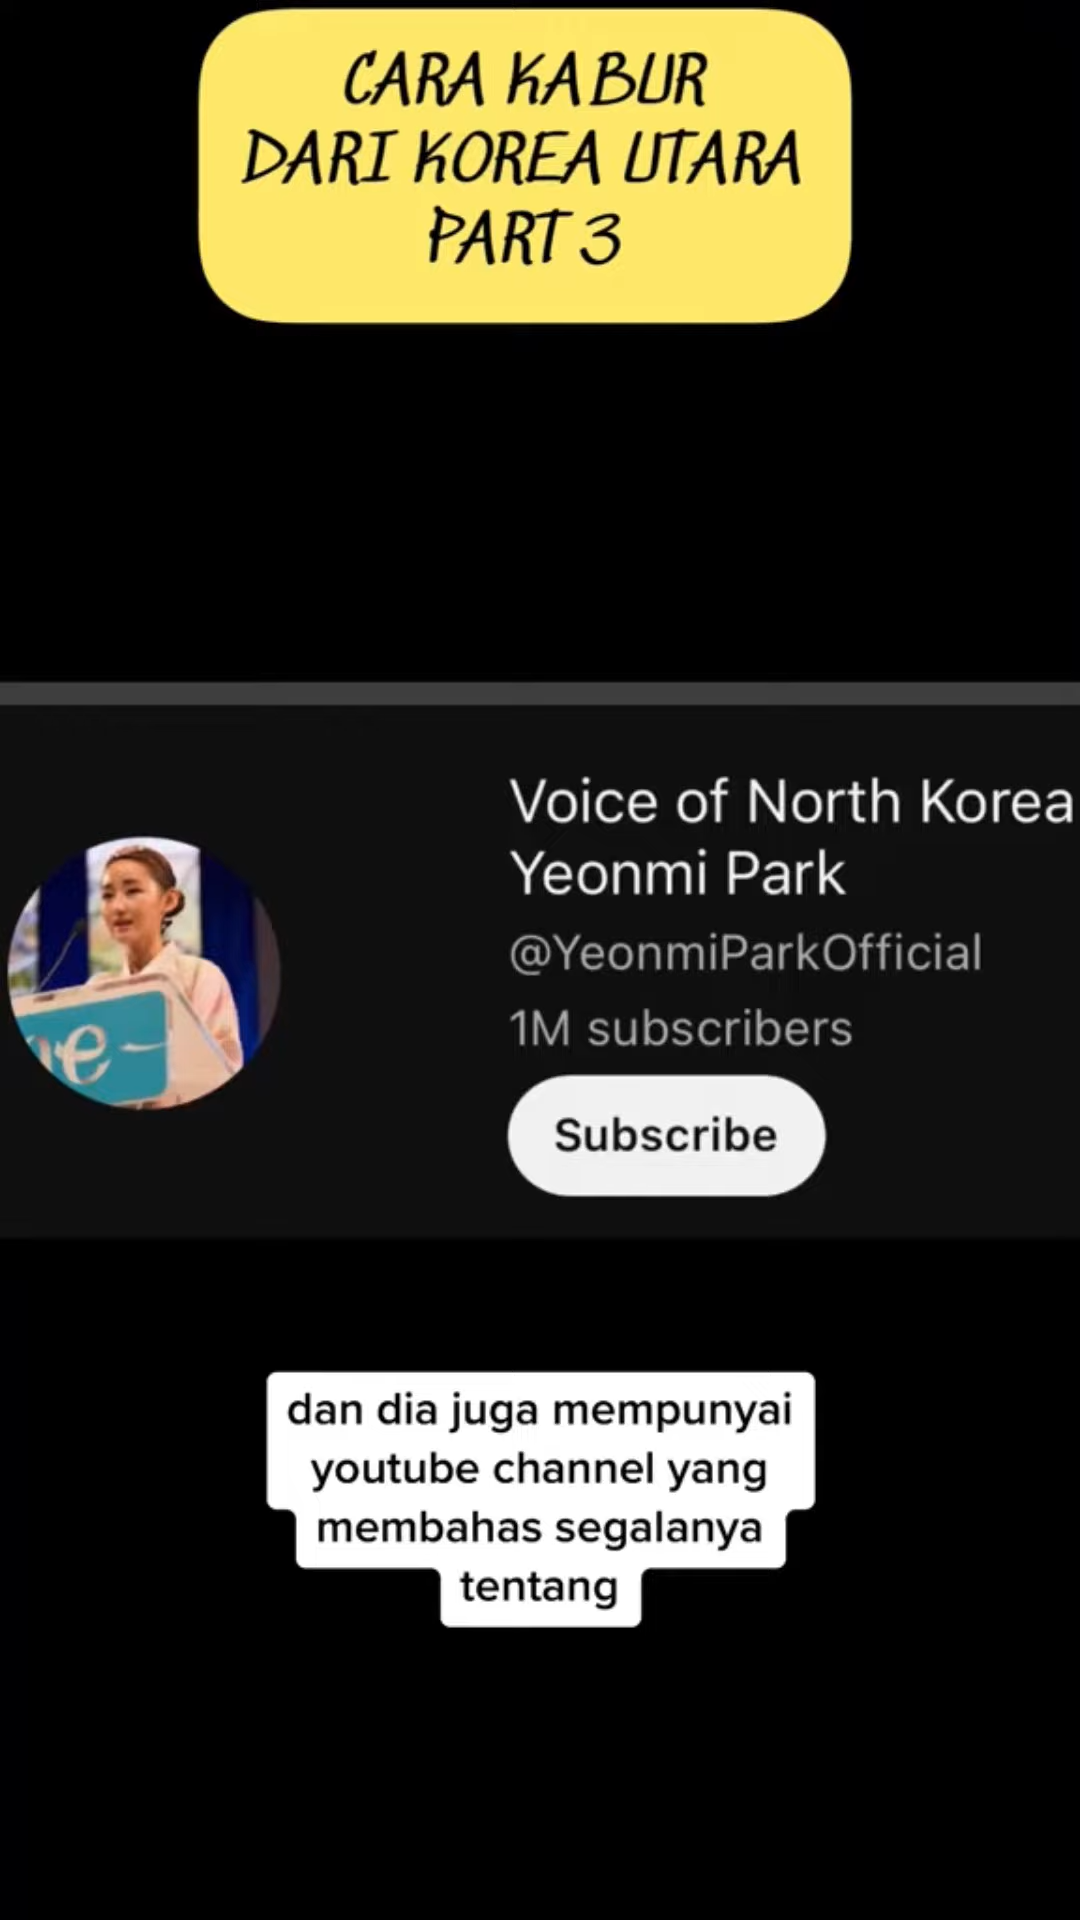 CARA KABUR
DARI KOREA UTARA
PART 3
Voice of North Korea
Yeonmi Park
@YeonmiParkOfficial
1M subscribers
Subscribe
dan dia juga mempunyai
youtube channel yang
membahas segalanya
tentang